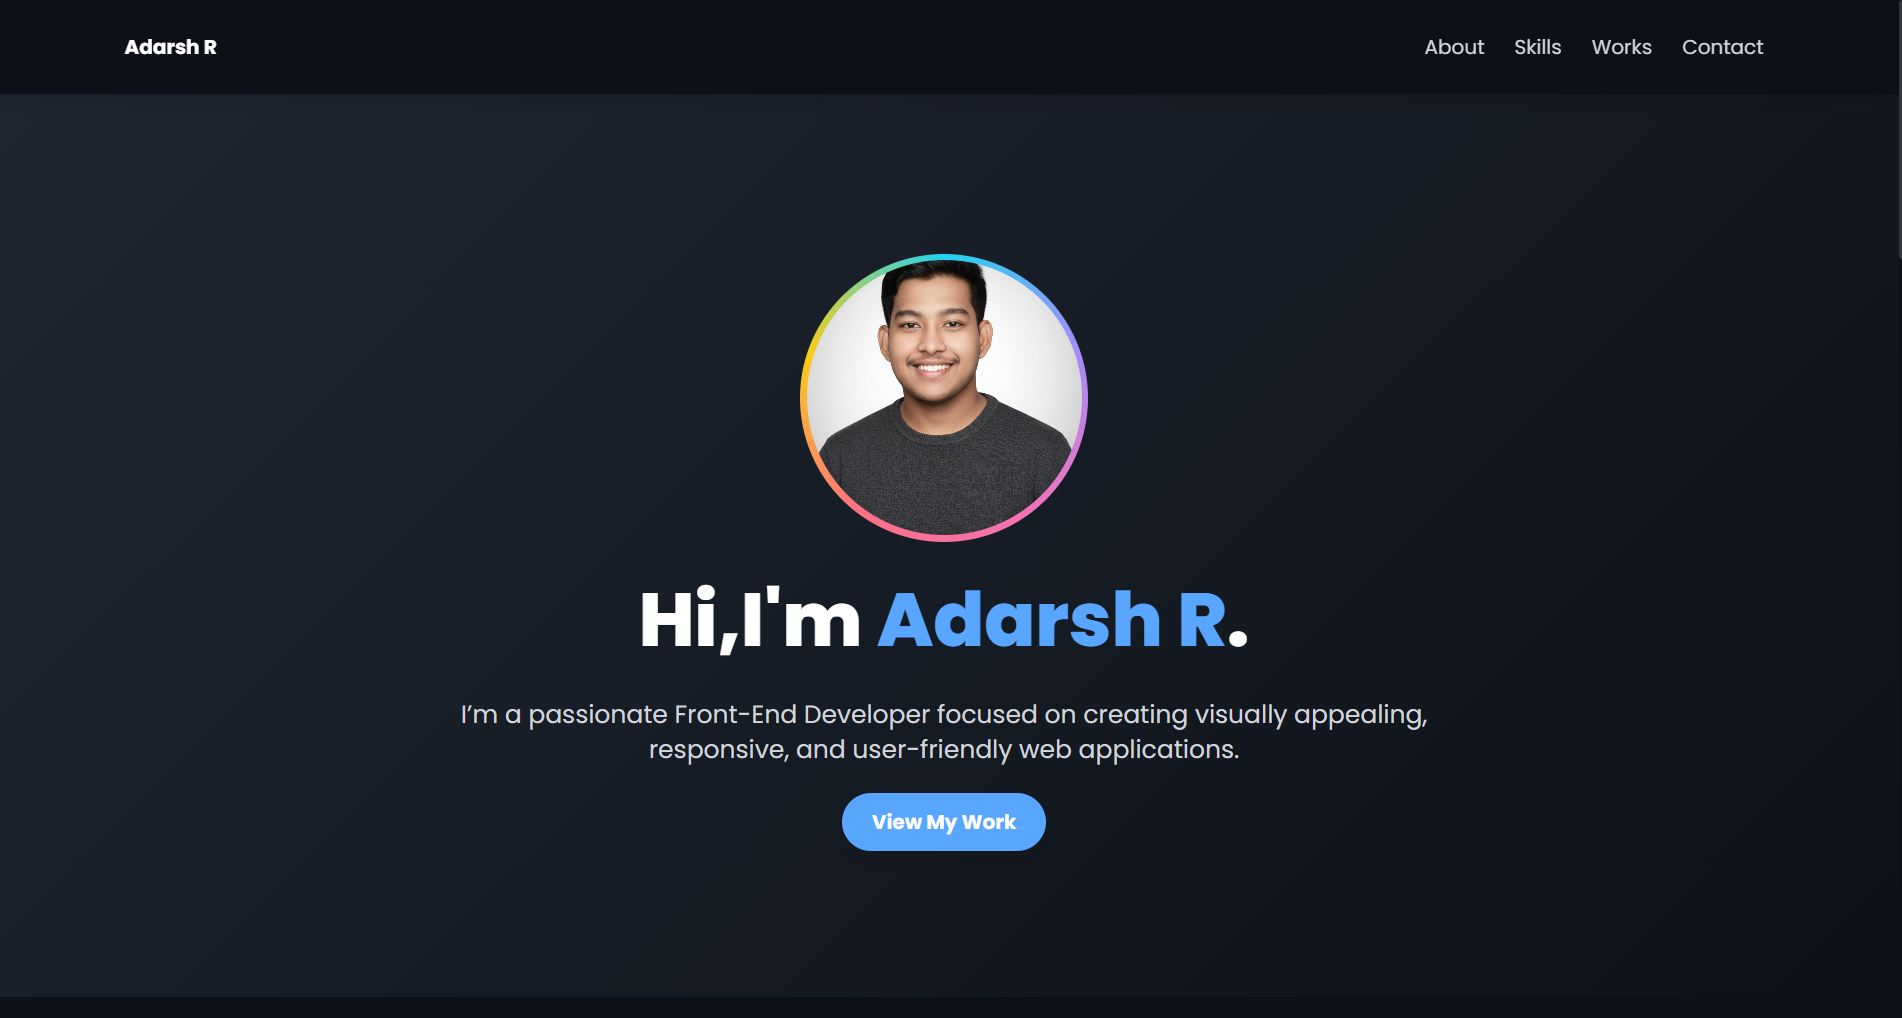 Adarsh R
About Skills Works Contact
Hi,I'm Adarsh R.
I’m a passionate Front-End Developer focused on creating visually appealing,
responsive, and user-friendly web applications.
View My Work